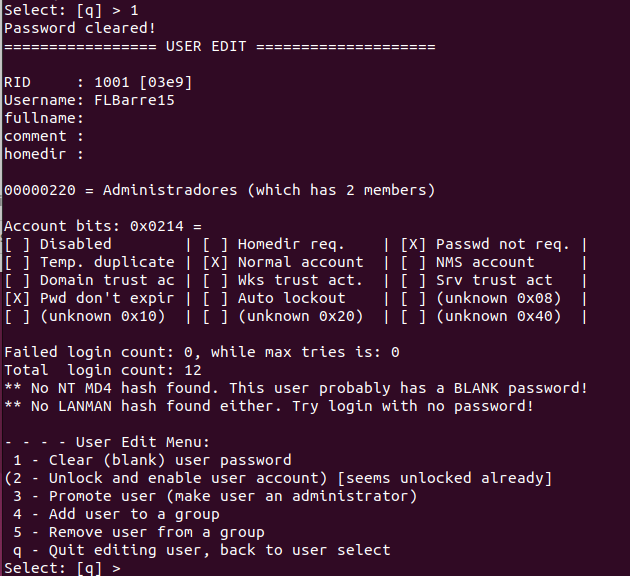 Select: [q] > 1
Password cleared!
================= USER EDIT ====================
RID     : 1001 [03e9]
Username: FLBarre15
fullname:
comment :
homedir :
00000220 = Administradores (which has 2 members)
Account bits: 0x0214 =
[ ] Disabled        | [ ] Homedir req.    | [X] Passwd not req. |
[ ] Temp. duplicate | [X] Normal account  | [ ] NMS account     |
[ ] Domain trust ac | [ ] Wks trust act.  | [ ] Srv trust act   |
[X] Pwd don't expir | [ ] Auto lockout    | [ ] (unknown 0x08)  |
[ ] (unknown 0x10)  | [ ] (unknown 0x20)  | [ ] (unknown 0x40)  |
Failed login count: 0, while max tries is: 0
Total  login count: 12
** No NT MD4 hash found. This user probably has a BLANK password!
** No LANMAN hash found either. Try login with no password!
- - - - User Edit Menu:
 1 - Clear (blank) user password
(2 - Unlock and enable user account) [seems unlocked already]
 3 - Promote user (make user an administrator)
 4 - Add user to a group
 5 - Remove user from a group
 q - Quit editing user, back to user select
Select: [q] >